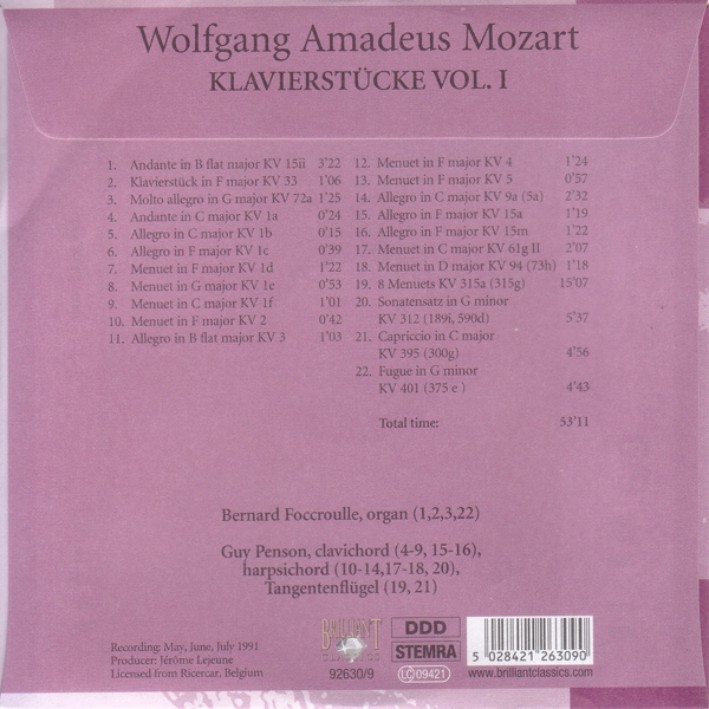 Wolfgang Amadeus Mozart
KLAVIERSTÜCKE VOL. I
1. Andante in B flat major KV 15ii 3'22
2. Klavierstück in F major KV 33 1'06
3. Molto allegro in G major KV 72a 1'25
4. Andante in C major KV 1a 0'24
5. Allegro in C major KV 1b 0'15
6. Allegro in F major KV 1c 0'39
7. Menuet in F major KV 1d 1'22
8. Menuet in G major KV 1e 0'53
9. Menuet in C major KV 1f 1'01
10. Menuet in F major KV 2 0'42
11. Allegro in B flat major KV 3 1'03
12. Menuet in F major KV 4 1'24
13. Menuet in F major KV 5 0'57
14. Allegro in C major KV 9a (5a) 2'32
15. Allegro in F major KV 15a 1'19
16. Allegro in F major KV 15m 1'22
17. Menuet in C major KV 61g II 2'07
18. Menuet in D major KV 94 (73h) 1'18
19. 8 Menuets KV 315a (315g) 15'07
20. Sonatensatz in G minor
KV 312 (189i, 590d) 5'37
21. Capriccio in C major
KV 395 (300g) 4'56
22. Fugue in G minor
KV 401 (375 e ) 4'43
Total time: 53'11
Bernard Foccroulle, organ (1,2,3,22)
Guy Penson, clavichord (4-9, 15-16),
harpsichord (10-14,17-18, 20),
Tangentenflügel (19, 21)
Recording: May, June, July 1991
Producer: Jérôme Lejeune
Licensed from Ricercar, Belgium
BRILLIANT
CLASSICS
92630/9
DDD
STEMRA
LC 09421
5 028421 263090
www.brilliantclassics.com